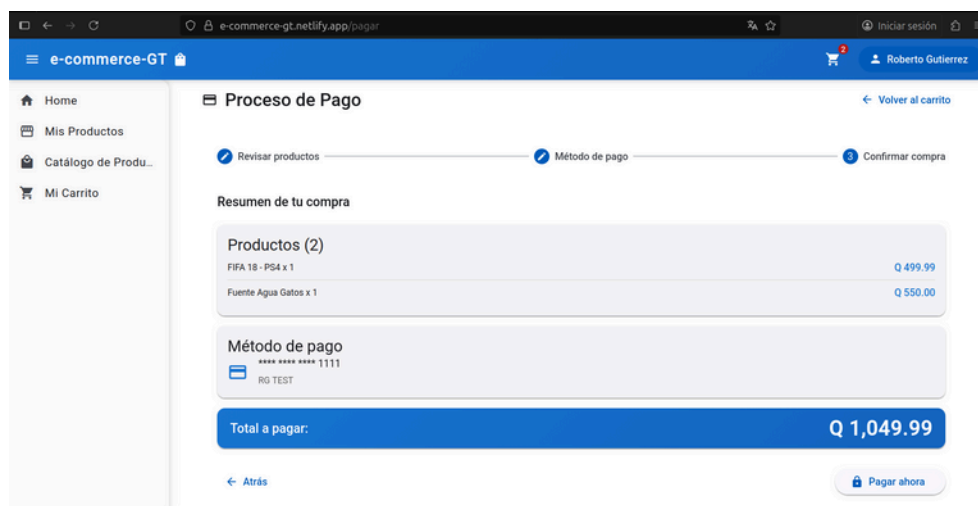 e-commerce-gt.netlify.app/pagar
Iniciar sesión
e-commerce-GT
2
Roberto Gutierrez
Home
Mis Productos
Catálogo de Produ...
Mi Carrito
Proceso de Pago
Volver al carrito
Revisar productos
Método de pago
3 Confirmar compra
Resumen de tu compra
Productos (2)
FIFA 18 - PS4 x 1 Q 499.99
Fuente Agua Gatos x 1 Q 550.00
Método de pago
**** **** **** 1111
RG TEST
Total a pagar: Q 1,049.99
Atrás
Pagar ahora